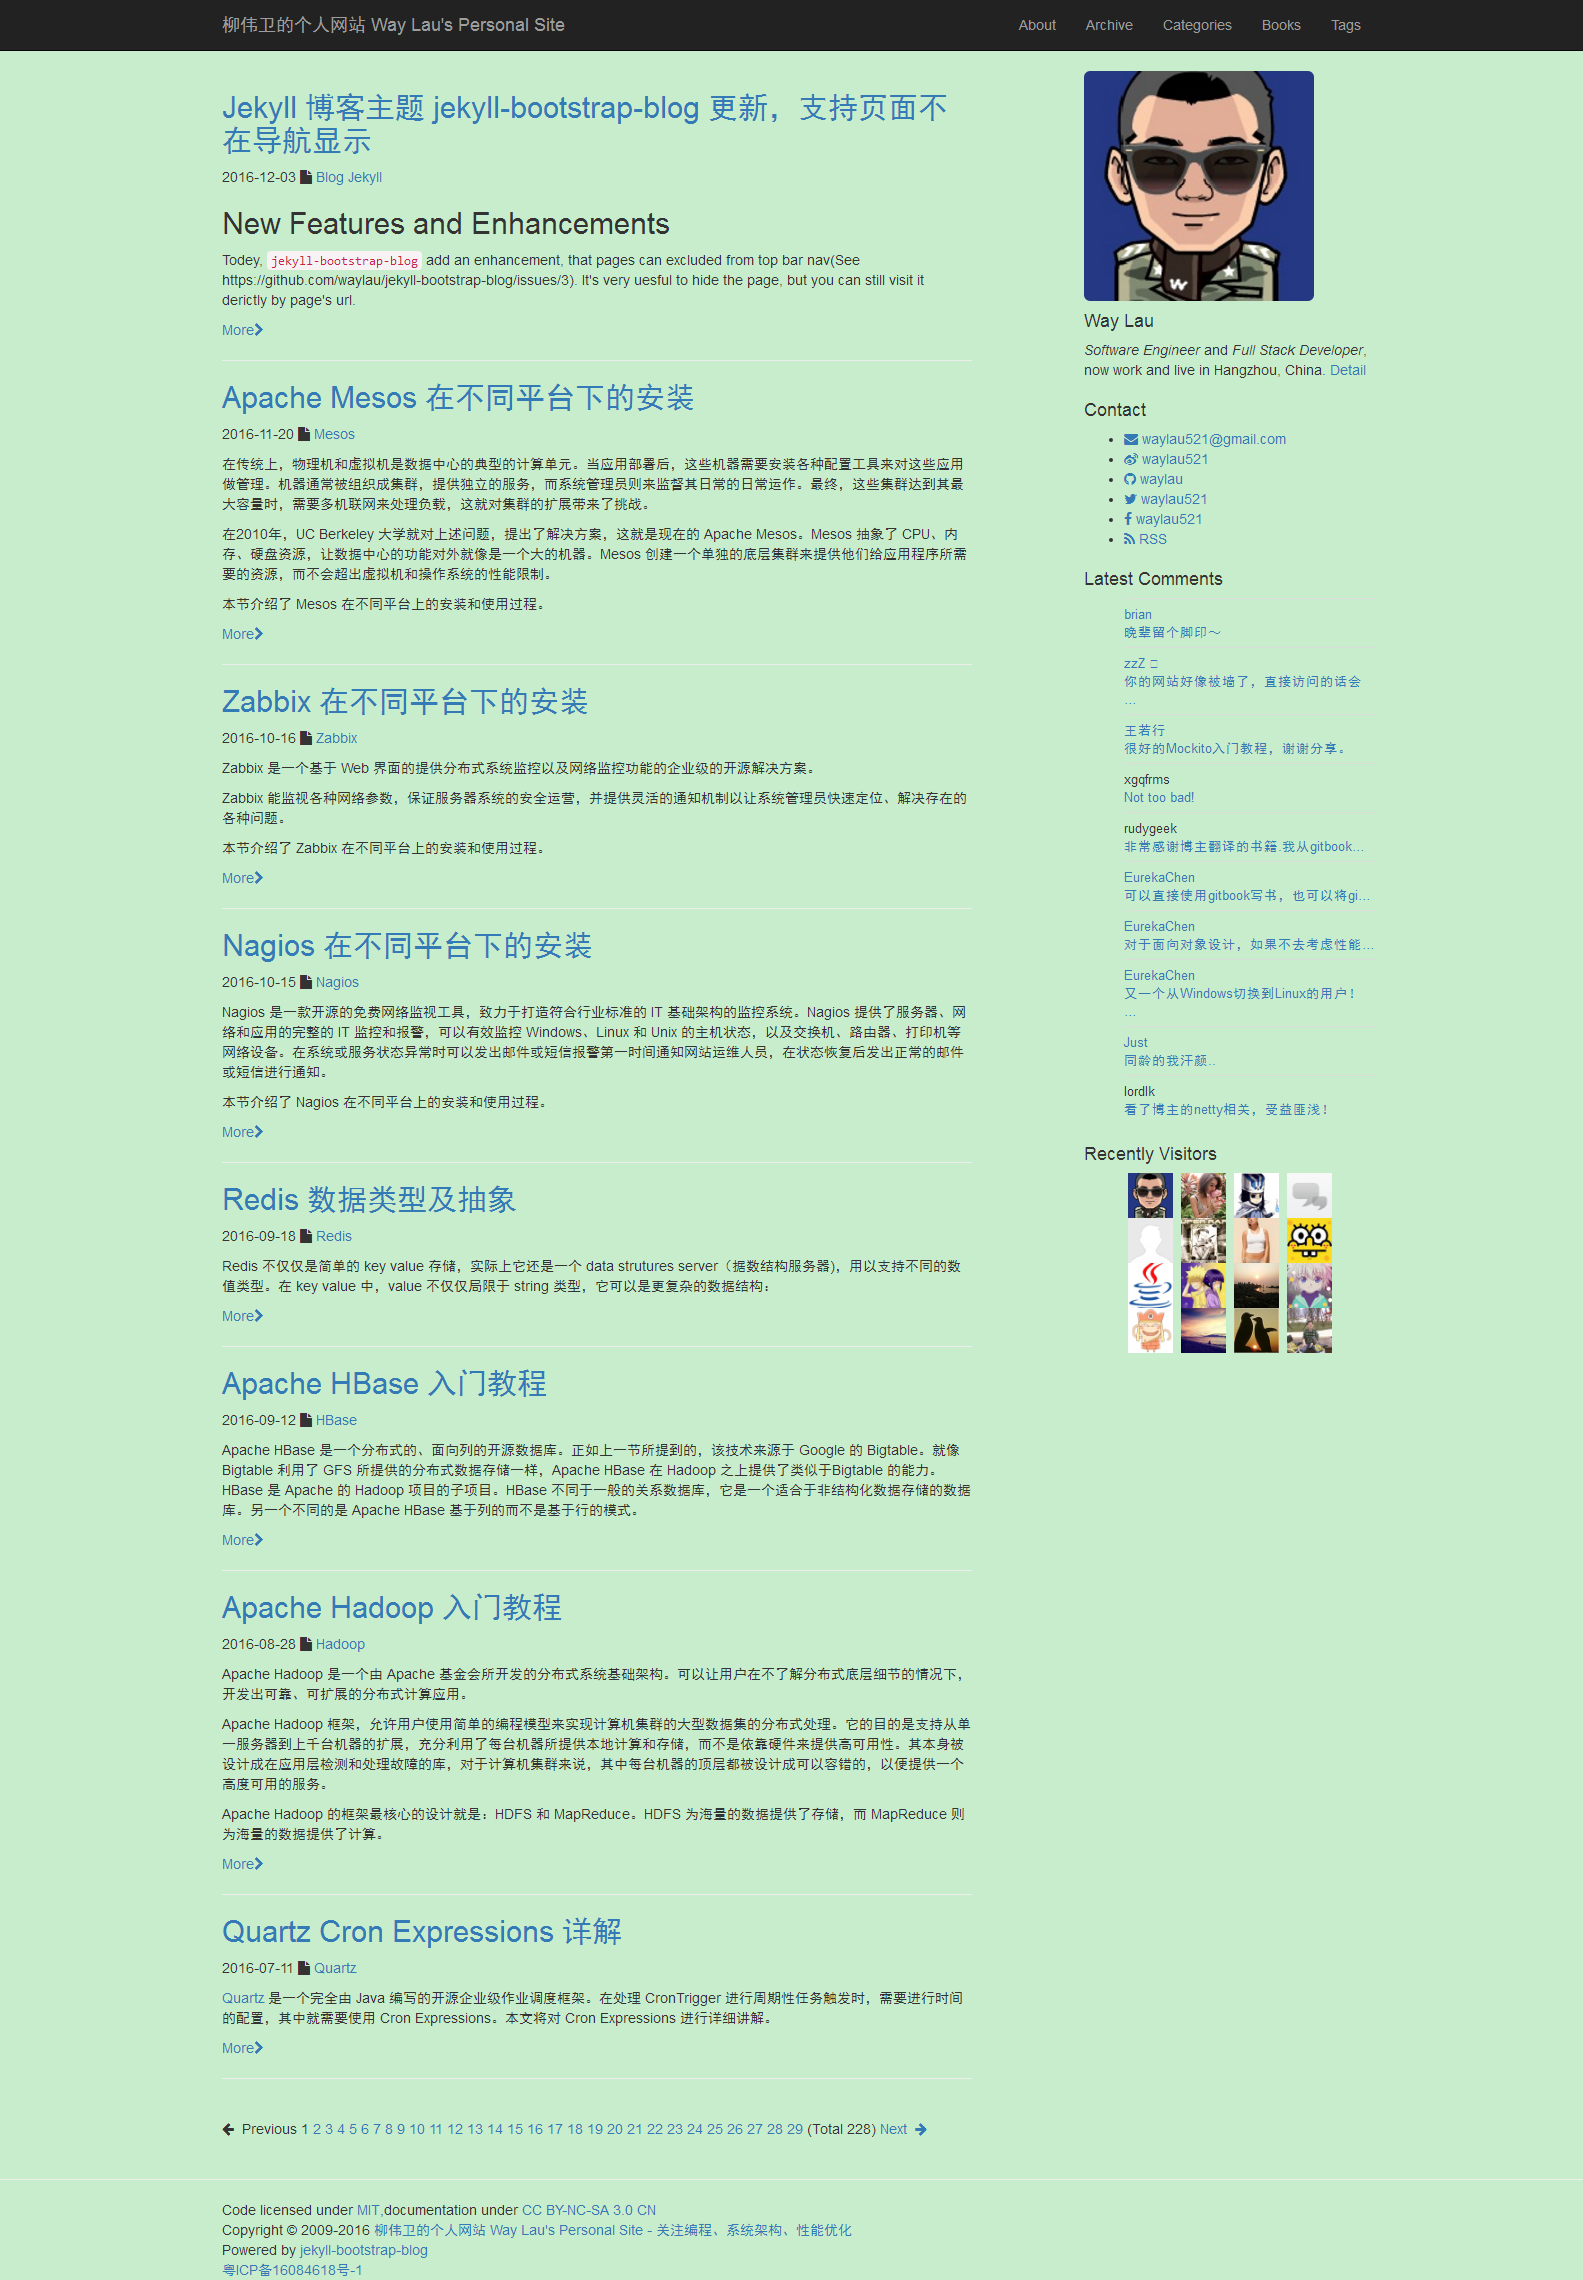 柳伟卫的个人网站 Way Lau's Personal Site
About Archive Categories Books Tags
Jekyll 博客主题 jekyll-bootstrap-blog 更新，支持页面不
在导航显示
2016-12-03 Blog Jekyll
New Features and Enhancements
Todey, jekyll-bootstrap-blog add an enhancement, that pages can excluded from top bar nav(See
https://github.com/waylau/jekyll-bootstrap-blog/issues/3). It's very uesful to hide the page, but you can still visit it
derictly by page's url.
More
Apache Mesos 在不同平台下的安装
2016-11-20 Mesos
在传统上，物理机和虚拟机是数据中心的典型的计算单元。当应用部署后，这些机器需要安装各种配置工具来对这些应用
做管理。机器通常被组织成集群，提供独立的服务，而系统管理员则来监督其日常的日常运作。最终，这些集群达到其最
大容量时，需要多机联网来处理负载，这就对集群的扩展带来了挑战。
在2010年，UC Berkeley 大学就对上述问题，提出了解决方案，这就是现在的 Apache Mesos。Mesos 抽象了 CPU、内
存、硬盘资源，让数据中心的功能对外就像是一个大的机器。Mesos 创建一个单独的底层集群来提供他们给应用程序所需
要的资源，而不会超出虚拟机和操作系统的性能限制。
本节介绍了 Mesos 在不同平台上的安装和使用过程。
More
Zabbix 在不同平台下的安装
2016-10-16 Zabbix
Zabbix 是一个基于 Web 界面的提供分布式系统监控以及网络监控功能的企业级的开源解决方案。
Zabbix 能监视各种网络参数，保证服务器系统的安全运营，并提供灵活的通知机制以让系统管理员快速定位、解决存在的
各种问题。
本节介绍了 Zabbix 在不同平台上的安装和使用过程。
More
Nagios 在不同平台下的安装
2016-10-15 Nagios
Nagios 是一款开源的免费网络监视工具，致力于打造符合行业标准的 IT 基础架构的监控系统。Nagios 提供了服务器、网
络和应用的完整的 IT 监控和报警，可以有效监控 Windows、Linux 和 Unix 的主机状态，以及交换机、路由器、打印机等
网络设备。在系统或服务状态异常时可以发出邮件或短信报警第一时间通知网站运维人员，在状态恢复后发出正常的邮件
或短信进行通知。
本节介绍了 Nagios 在不同平台上的安装和使用过程。
More
Redis 数据类型及抽象
2016-09-18 Redis
Redis 不仅仅是简单的 key value 存储，实际上它还是一个 data strutures server（据数结构服务器)，用以支持不同的数
值类型。在 key value 中，value 不仅仅局限于 string 类型，它可以是更复杂的数据结构：
More
Apache HBase 入门教程
2016-09-12 HBase
Apache HBase 是一个分布式的、面向列的开源数据库。正如上一节所提到的，该技术来源于 Google 的 Bigtable。就像
Bigtable 利用了 GFS 所提供的分布式数据存储一样，Apache HBase 在 Hadoop 之上提供了类似于Bigtable 的能力。
HBase 是 Apache 的 Hadoop 项目的子项目。HBase 不同于一般的关系数据库，它是一个适合于非结构化数据存储的数据
库。另一个不同的是 Apache HBase 基于列的而不是基于行的模式。
More
Apache Hadoop 入门教程
2016-08-28 Hadoop
Apache Hadoop 是一个由 Apache 基金会所开发的分布式系统基础架构。可以让用户在不了解分布式底层细节的情况下，
开发出可靠、可扩展的分布式计算应用。
Apache Hadoop 框架，允许用户使用简单的编程模型来实现计算机集群的大型数据集的分布式处理。它的目的是支持从单
一服务器到上千台机器的扩展，充分利用了每台机器所提供本地计算和存储，而不是依靠硬件来提供高可用性。其本身被
设计成在应用层检测和处理故障的库，对于计算机集群来说，其中每台机器的顶层都被设计成可以容错的，以便提供一个
高度可用的服务。
Apache Hadoop 的框架最核心的设计就是：HDFS 和 MapReduce。HDFS 为海量的数据提供了存储，而 MapReduce 则
为海量的数据提供了计算。
More
Quartz Cron Expressions 详解
2016-07-11 Quartz
Quartz 是一个完全由 Java 编写的开源企业级作业调度框架。在处理 CronTrigger 进行周期性任务触发时，需要进行时间
的配置，其中就需要使用 Cron Expressions。本文将对 Cron Expressions 进行详细讲解。
More
Previous 1 2 3 4 5 6 7 8 9 10 11 12 13 14 15 16 17 18 19 20 21 22 23 24 25 26 27 28 29 (Total 228) Next
Way Lau
Software Engineer and Full Stack Developer,
now work and live in Hangzhou, China. Detail
Contact
waylau521@gmail.com
waylau521
waylau
waylau521
waylau521
RSS
Latest Comments
brian
晚辈留个脚印～
zzZ □
你的网站好像被墙了，直接访问的话会
...
王若行
很好的Mockito入门教程，谢谢分享。
xgqfrms
Not too bad!
rudygeek
非常感谢博主翻译的书籍.我从gitbook...
EurekaChen
可以直接使用gitbook写书，也可以将gi...
EurekaChen
对于面向对象设计，如果不去考虑性能...
EurekaChen
又一个从Windows切换到Linux的用户！
...
Just
同龄的我汗颜..
lordlk
看了博主的netty相关，受益匪浅！
Recently Visitors
Code licensed under MIT,documentation under CC BY-NC-SA 3.0 CN
Copyright © 2009-2016 柳伟卫的个人网站 Way Lau's Personal Site - 关注编程、系统架构、性能优化
Powered by jekyll-bootstrap-blog
粤ICP备16084618号-1